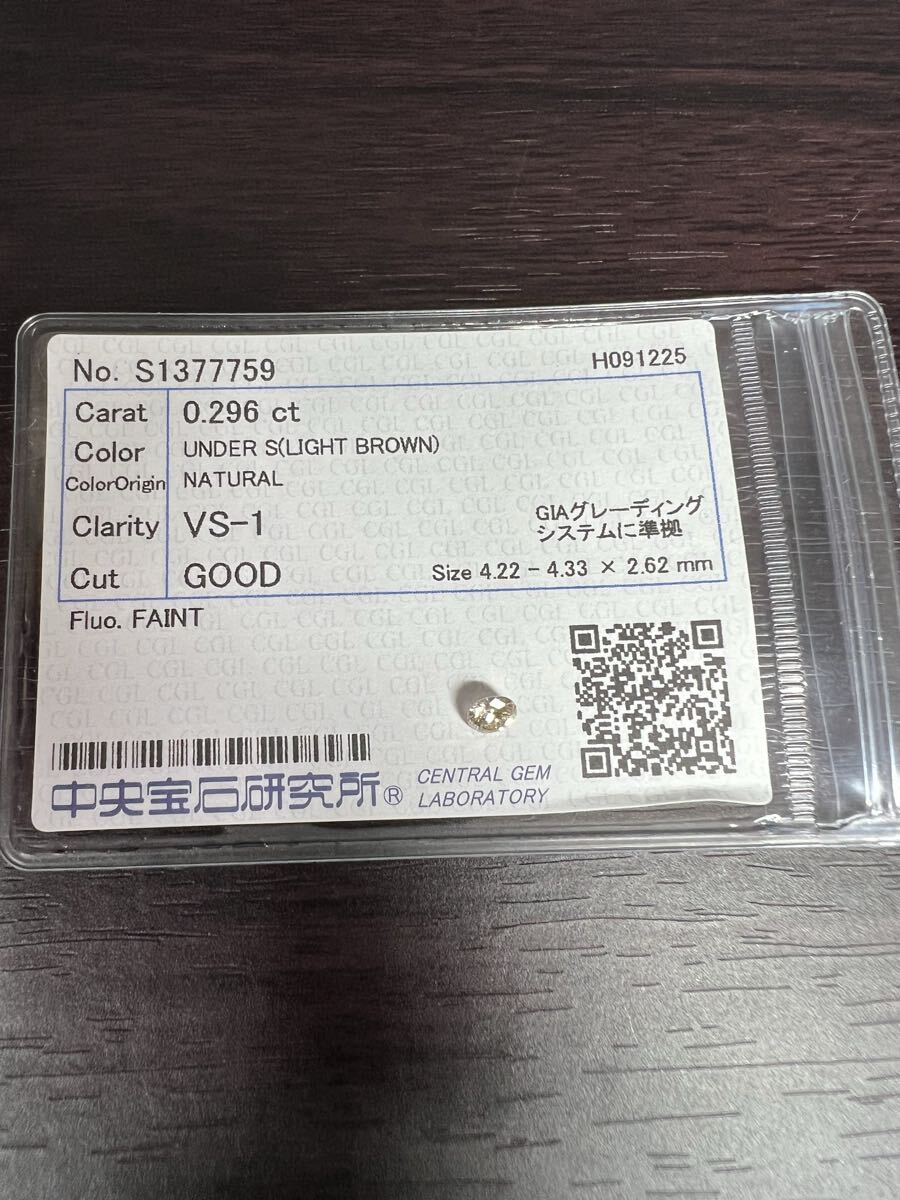 No. S1377759 H091225
Carat 0.296 ct
Color UNDER S(LIGHT BROWN)
ColorOrigin NATURAL
Clarity VS-1
GIAグレーディング
システムに準拠
Cut GOOD Size 4.22 - 4.33 × 2.62 mm
Fluo. FAINT
中央宝石研究所® CENTRAL GEM
LABORATORY